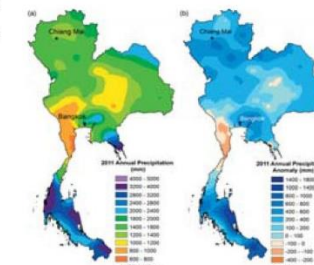 (a)
Chiang Mai
Bangkok
2011 Annual Precipitation
(mm)
4000 - 5000
3200 - 4000
2800 - 3200
2400 - 2800
2000 - 2400
1600 - 2000
1400 - 1600
1200 - 1400
1000 - 1200
800 - 1000
600 - 800
(b)
Chiang Mai
Bangkok
2011 Annual Precipi
Anomaly (mm)
1400 - 1800
1000 - 1400
800 - 1000
600 - 800
400 - 600
200 - 400
100 - 200
0 - 100
-100 - 0
-200 - -100
-400 - -200